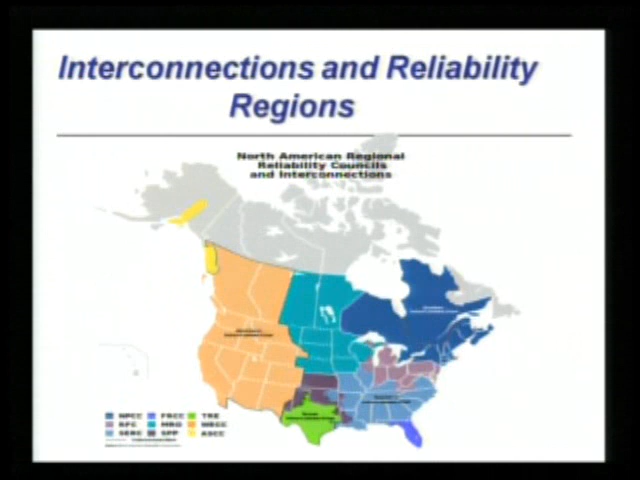 Interconnections and Reliability
Regions
North American Regional
Reliability Councils
and Interconnections
NPCC FRCC TRE
RFC MRO WECC
SERC SPP ASCC